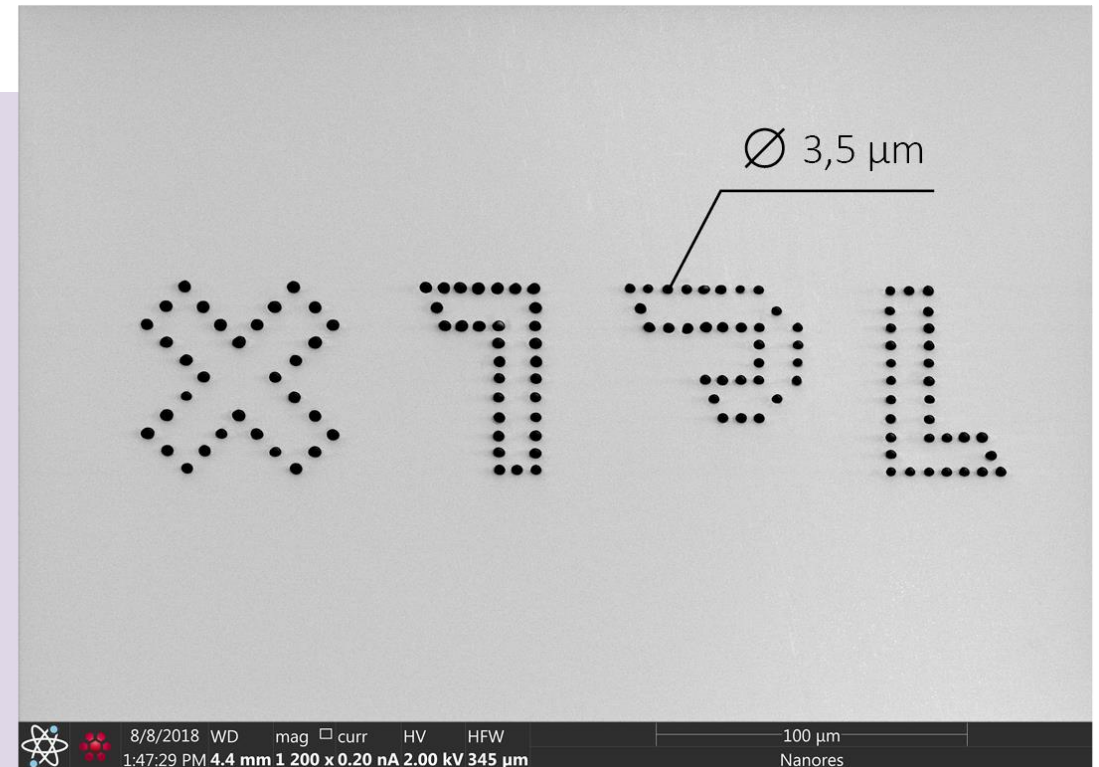 Ø 3,5 µm
XTPL
8/8/2018 WD mag curr HV HFW 100 µm
1:47:29 PM 4.4 mm 1 200 x 0.20 nA 2.00 kV 345 µm Nanores